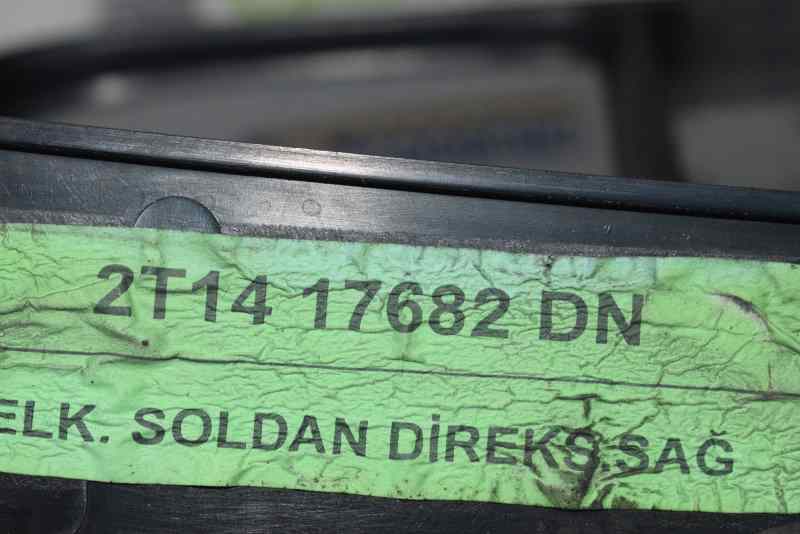 2T14 17682 DN
ELK. SOLDAN DİREKS.SAĞ